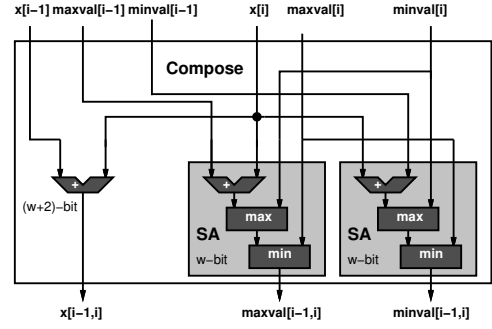 x[i−1] maxval[i−1] minval[i−1] x[i] maxval[i] minval[i]
Compose
+ + +
(w+2)−bit
max max
SA SA
w−bit min w−bit min
x[i−1,i] maxval[i−1,i] minval[i−1,i]